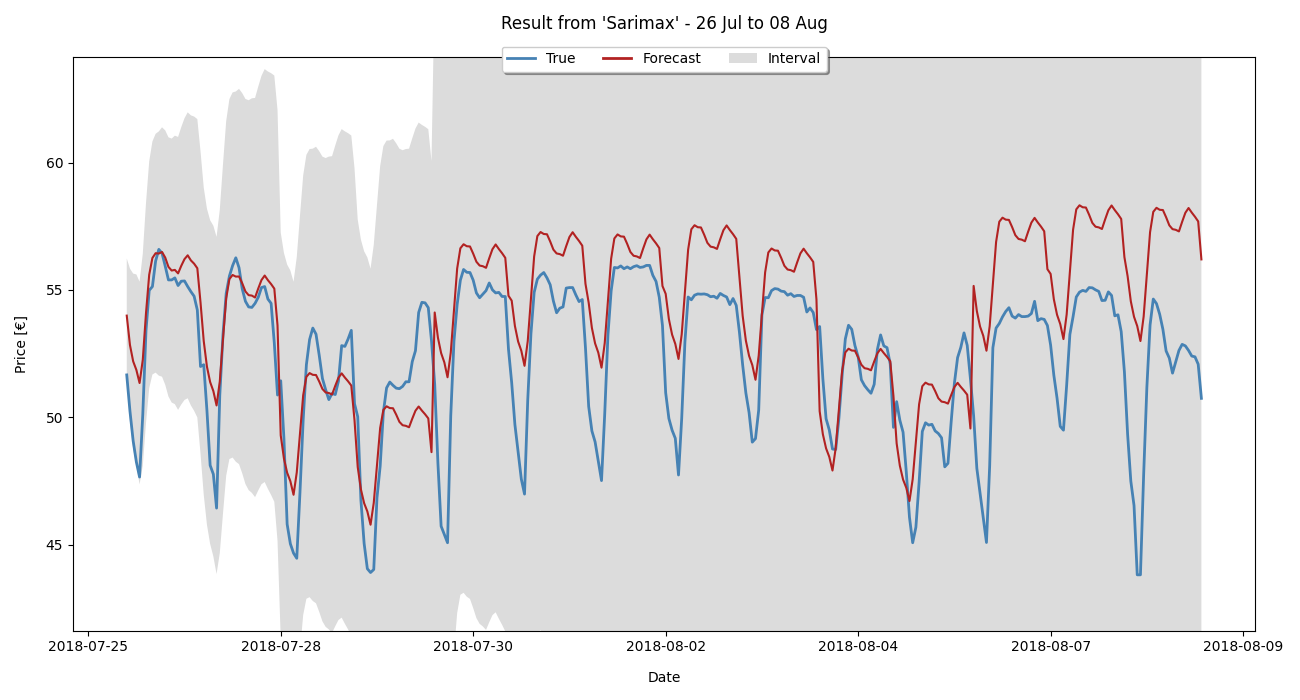 Result from 'Sarimax' - 26 Jul to 08 Aug
True Forecast Interval
Price [€]
60
55
50
45
2018-07-25 2018-07-28 2018-07-30 2018-08-02 2018-08-04 2018-08-07 2018-08-09
Date